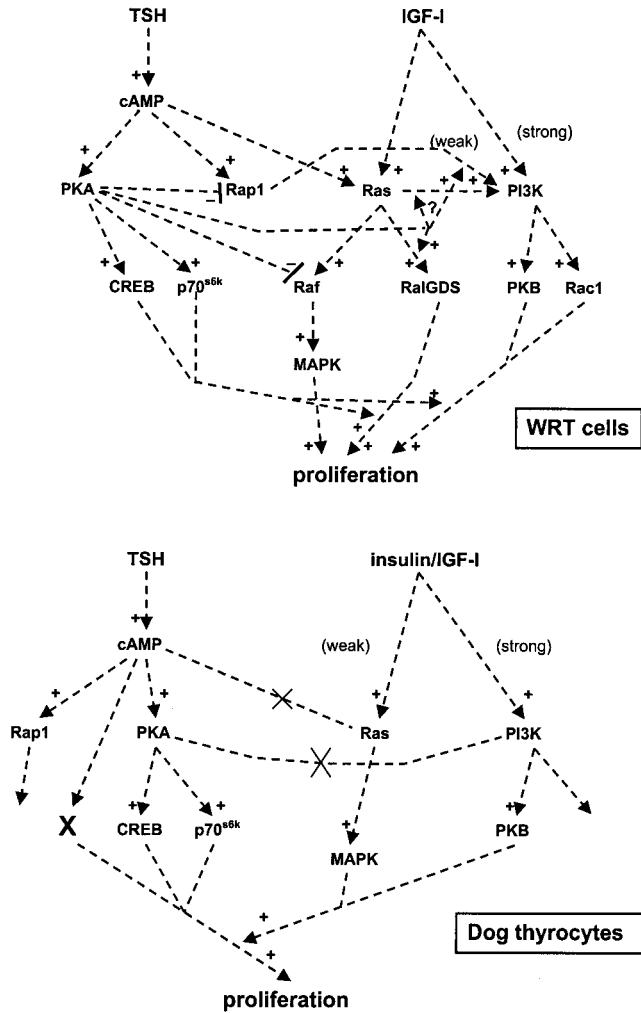 TSH IGF-I
+
cAMP
+ + (weak) (strong)
+ + + + +
PKA Rap1 Ras PI3K
–
?
– +
+ + + + + +
CREB p70s6k Raf RalGDS PKB Rac1
+
MAPK
+
+
+ + +
WRT cells
proliferation
TSH insulin/IGF-I
+
cAMP (weak) (strong)
+ + + +
Rap1 PKA Ras PI3K
+ + +
X CREB p70s6k + PKB
MAPK
+
+
Dog thyrocytes
proliferation